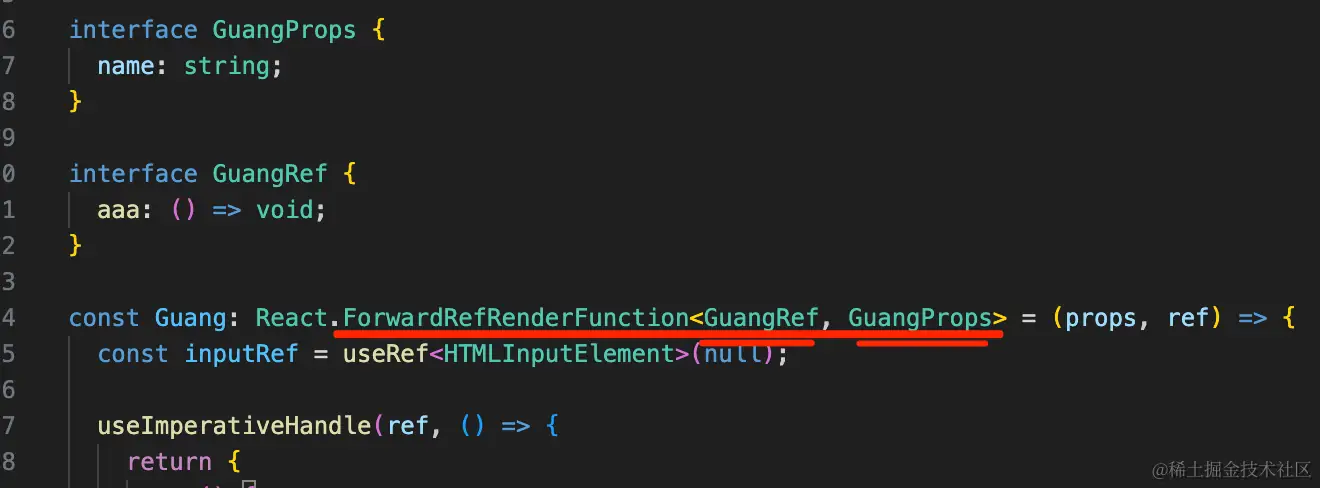 6 interface GuangProps {
7 name: string;
8 }
9
0 interface GuangRef {
1 aaa: () => void;
2 }
3
4 const Guang: React.ForwardRefRenderFunction<GuangRef, GuangProps> = (props, ref) => {
5 const inputRef = useRef<HTMLInputElement>(null);
6
7 useImperativeHandle(ref, () => {
8 return {
@稀土掘金技术社区